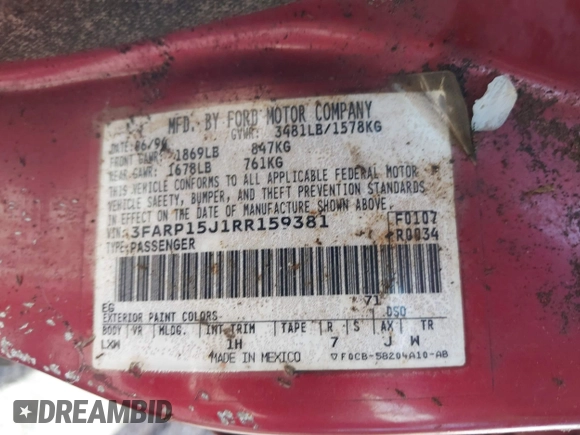 MFD. BY FORD MOTOR COMPANY
DATE: 06/94 GVWR: 3481LB/1578KG
FRONT GAWR: 1869LB 847KG
REAR GAWR: 1678LB 761KG
THIS VEHICLE CONFORMS TO ALL APPLICABLE FEDERAL MOTOR
VEHICLE SAFETY, BUMPER, AND THEFT PREVENTION STANDARDS
IN EFFECT ON THE DATE OF MANUFACTURE SHOWN ABOVE.
VIN: 3FARP15J1RR159381 F0107
TYPE: PASSENGER R0034
71
EG
EXTERIOR PAINT COLORS DSO
BODY VR MLDG. INT TRIM TAPE R S AX TR
LXW 1H 7 J W
MADE IN MEXICO ▽F0CB-5B204A10-AB
DREAMBID